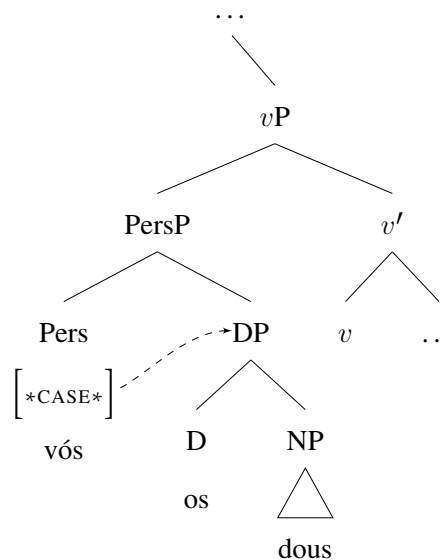 ...
vP
PersP v′
Pers DP v ..
[*CASE*]
vós D NP
os
dous